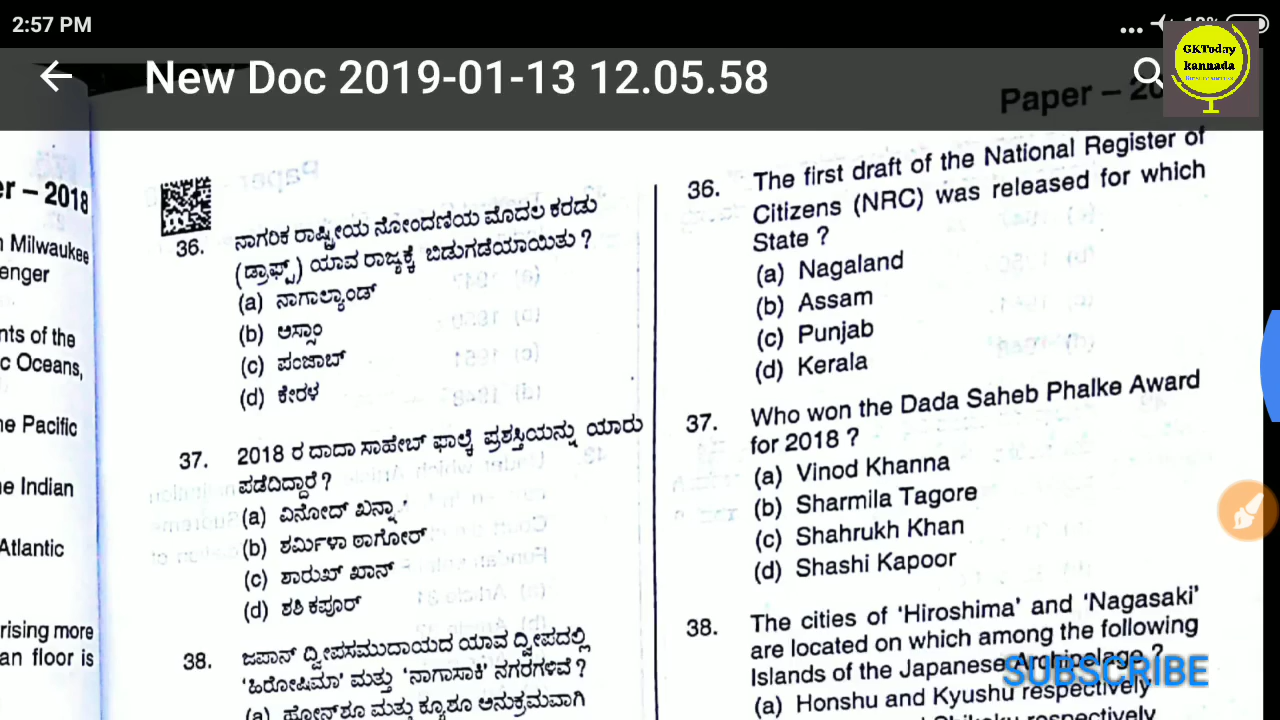 2:57 PM
New Doc 2019-01-13 12.05.58
GKToday
kannada
Paper – 20
er – 2018
n Milwaukee
enger
nts of the
c Oceans,
ne Pacific
ne Indian
Atlantic
rising more
an floor is
36. ನಾಗರಿಕ ರಾಷ್ಟ್ರೀಯ ನೋಂದಣಿಯ ಮೊದಲ ಕರಡು
(ಡ್ರಾಫ್ಟ್) ಯಾವ ರಾಜ್ಯಕ್ಕೆ ಬಿಡುಗಡೆಯಾಯಿತು ?
(a) ನಾಗಾಲ್ಯಾಂಡ್
(b) ಅಸ್ಸಾಂ
(c) ಪಂಜಾಬ್
(d) ಕೇರಳ
37. 2018 ರ ದಾದಾ ಸಾಹೇಬ್ ಫಾಲ್ಕೆ ಪ್ರಶಸ್ತಿಯನ್ನು ಯಾರು
ಪಡೆದಿದ್ದಾರೆ ?
(a) ವಿನೋದ್ ಖನ್ನಾ
(b) ಶರ್ಮಿಳಾ ಠಾಗೋರ್
(c) ಶಾರುಖ್ ಖಾನ್
(d) ಶಶಿ ಕಪೂರ್
38. ಜಪಾನ್ ದ್ವೀಪಸಮುದಾಯದ ಯಾವ ದ್ವೀಪದಲ್ಲಿ
‘ಹಿರೋಷಿಮಾ’ ಮತ್ತು ‘ನಾಗಾಸಾಕಿ’ ನಗರಗಳಿವೆ ?
(a) ಹೋನ್‌ಶೂ ಮತ್ತು ಕ್ಯೂಶೂ ಅನುಕ್ರಮವಾಗಿ
36. The first draft of the National Register of
Citizens (NRC) was released for which
State ?
(a) Nagaland
(b) Assam
(c) Punjab
(d) Kerala
37. Who won the Dada Saheb Phalke Award
for 2018 ?
(a) Vinod Khanna
(b) Sharmila Tagore
(c) Shahrukh Khan
(d) Shashi Kapoor
38. The cities of ‘Hiroshima’ and ‘Nagasaki’
are located on which among the following
Islands of the Japanese Archipelago ?
(a) Honshu and Kyushu respectively
SUBSCRIBE